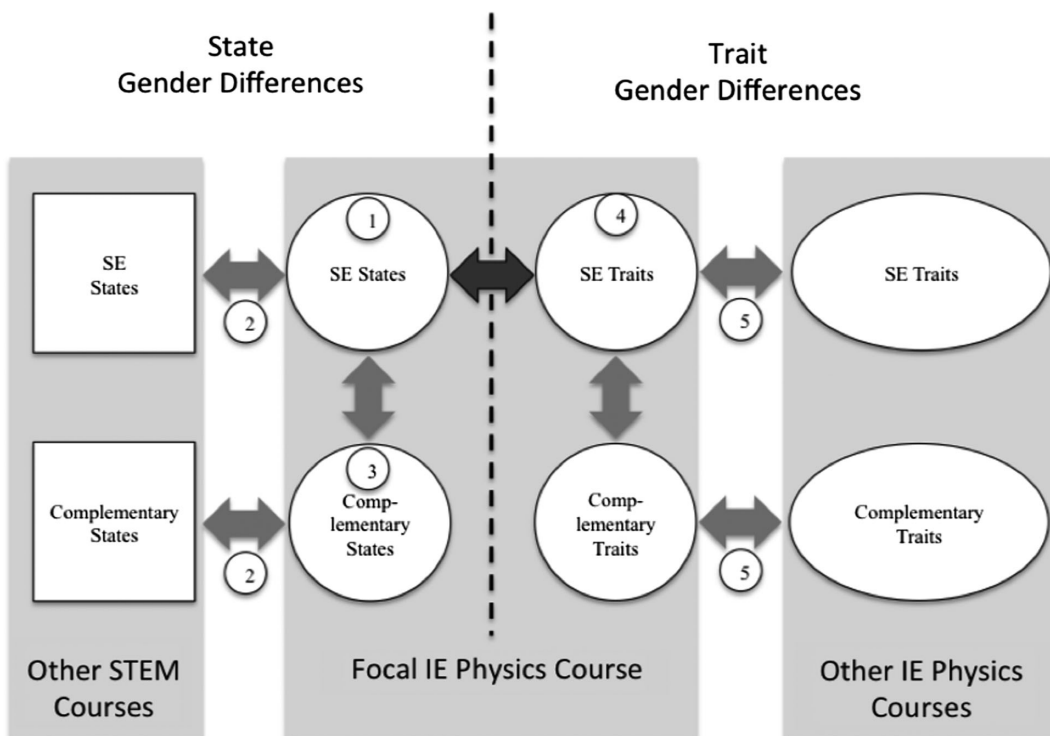 State
Gender Differences
Trait
Gender Differences
1
4
SE
States
SE States
SE Traits
SE Traits
2
5
3
Complementary
States
Comp-
lementary
States
Comp-
lementary
Traits
Complementary
Traits
2
5
Other STEM
Courses
Focal IE Physics Course
Other IE Physics
Courses